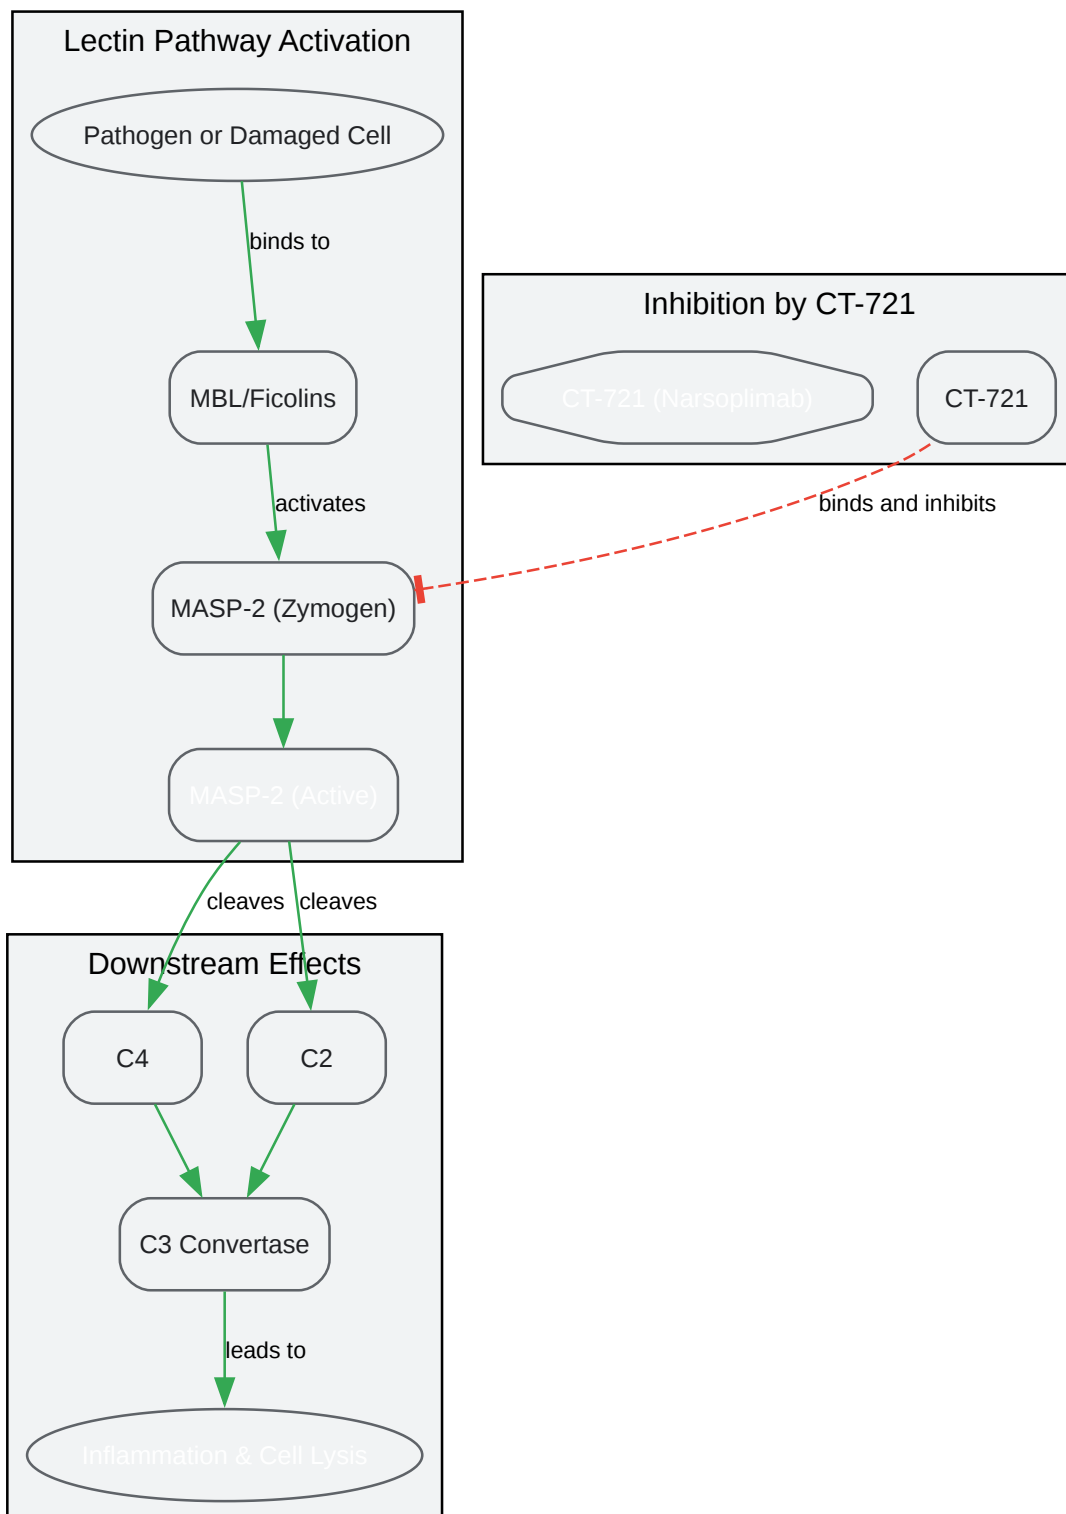 Lectin Pathway Activation
Pathogen or Damaged Cell
binds to
Inhibition by CT-721
MBL/Ficolins
CT-721 (Narsoplimab)
CT-721
activates
binds and inhibits
MASP-2 (Zymogen)
MASP-2 (Active)
cleaves
cleaves
Downstream Effects
C4
C2
C3 Convertase
leads to
Inflammation & Cell Lysis